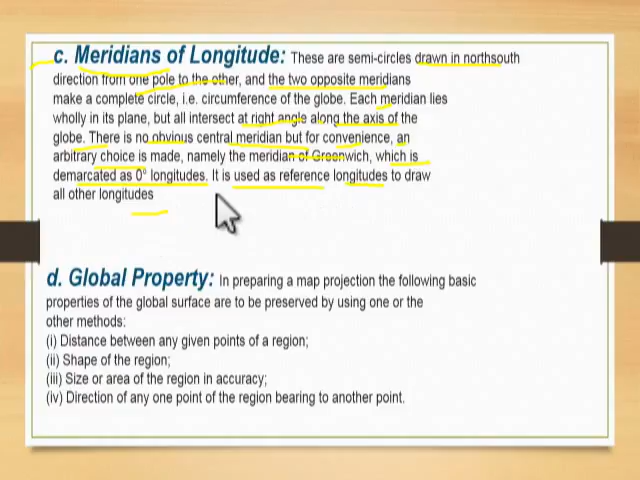 c. Meridians of Longitude: These are semi-circles drawn in northsouth
direction from one pole to the other, and the two opposite meridians
make a complete circle, i.e. circumference of the globe. Each meridian lies
wholly in its plane, but all intersect at right angle along the axis of the
globe. There is no obvious central meridian but for convenience, an
arbitrary choice is made, namely the meridian of Greenwich, which is
demarcated as 0° longitudes. It is used as reference longitudes to draw
all other longitudes
d. Global Property: In preparing a map projection the following basic
properties of the global surface are to be preserved by using one or the
other methods:
(i) Distance between any given points of a region;
(ii) Shape of the region;
(iii) Size or area of the region in accuracy;
(iv) Direction of any one point of the region bearing to another point.